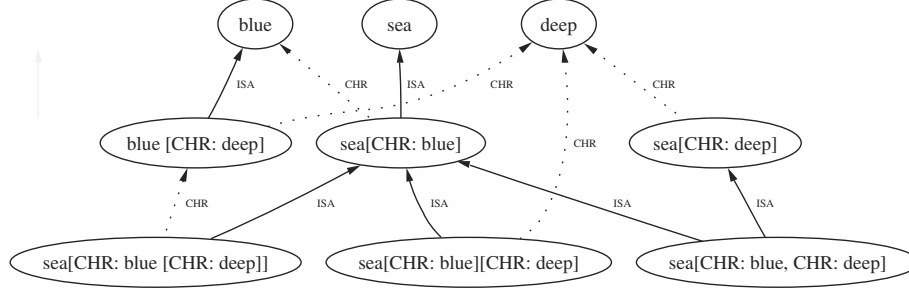 blue sea deep
ISA CHR ISA CHR
blue [CHR: deep] sea[CHR: blue] CHR sea[CHR: deep]
CHR
CHR ISA ISA ISA ISA
sea[CHR: blue [CHR: deep]] sea[CHR: blue][CHR: deep] sea[CHR: blue, CHR: deep]